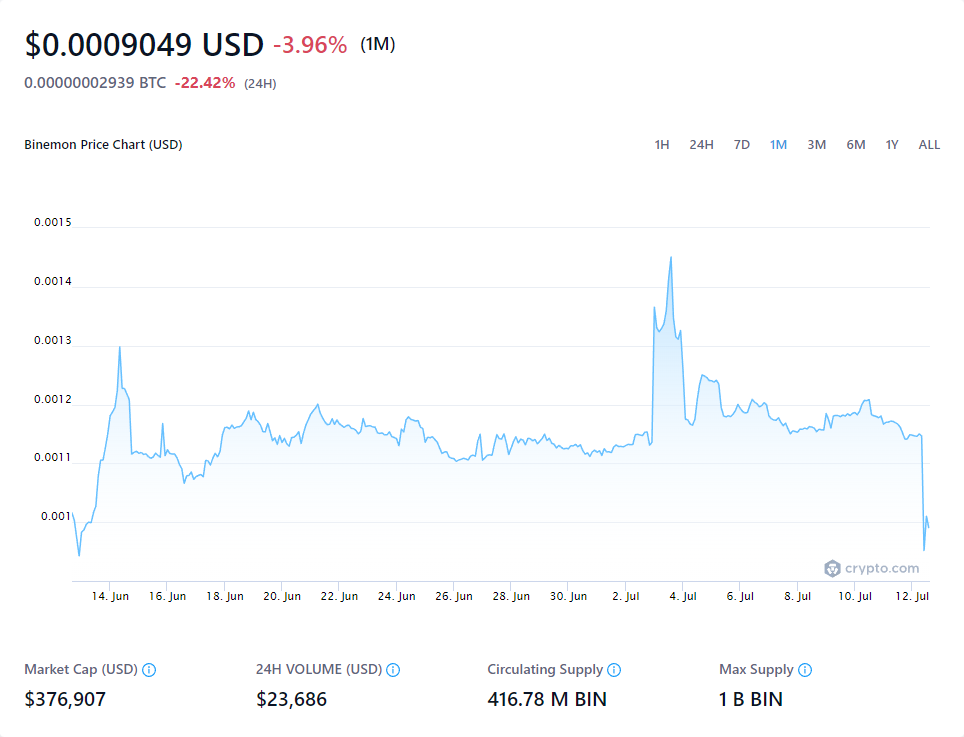 $0.0009049 USD -3.96% (1M)
0.00000002939 BTC -22.42% (24H)
Binemon Price Chart (USD) 1H 24H 7D 1M 3M 6M 1Y ALL
0.0015
0.0014
0.0013
0.0012
0.0011
0.001
crypto.com
14. Jun 16. Jun 18. Jun 20. Jun 22. Jun 24. Jun 26. Jun 28. Jun 30. Jun 2. Jul 4. Jul 6. Jul 8. Jul 10. Jul 12. Jul
Market Cap (USD) 24H VOLUME (USD) Circulating Supply Max Supply
$376,907 $23,686 416.78 M BIN 1 B BIN